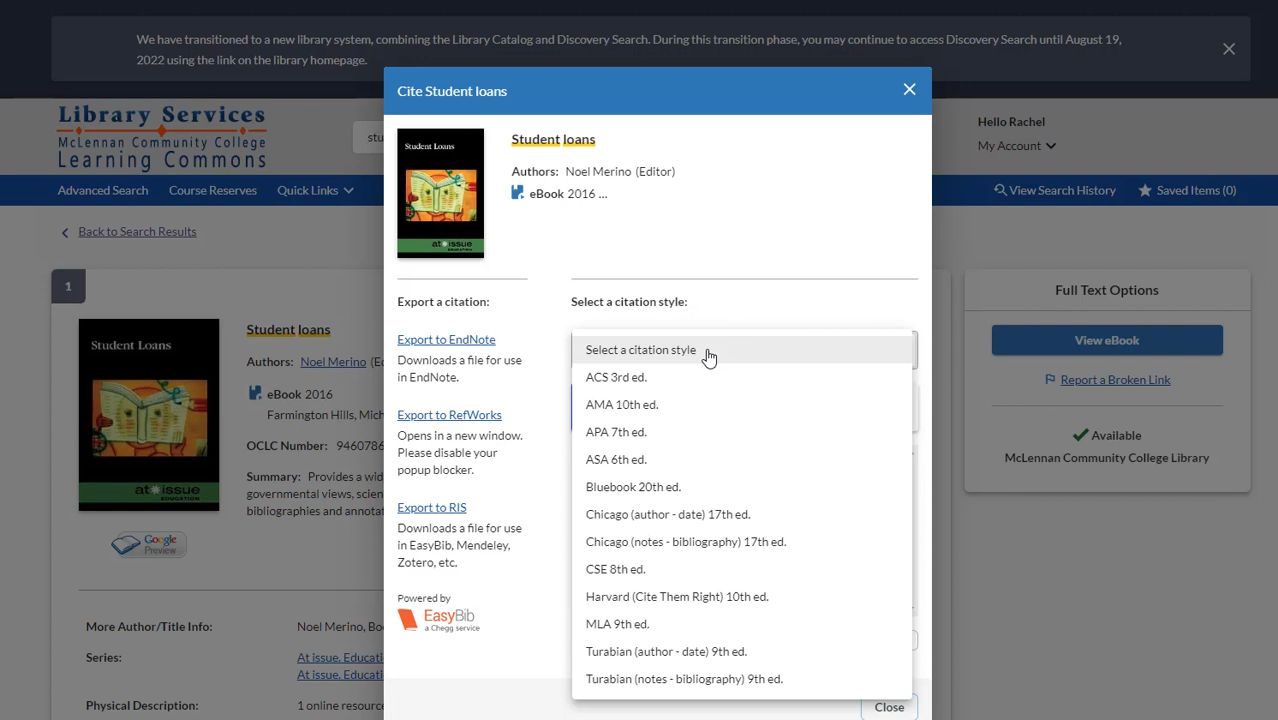 We have transitioned to a new library system, combining the Library Catalog and Discovery Search. During this transition phase, you may continue to access Discovery Search until August 19,
2022 using the link on the library homepage.
Library Services
McLennan Community College
Learning Commons
stu
Hello Rachel
My Account
Advanced Search
Course Reserves
Quick Links
View Search History
Saved Items (0)
Back to Search Results
1
Student Loans
at issue
EDUCATION
Google
Preview
Student loans
Authors: Noel Merino
eBook 2016
Farmington Hills, Mich
OCLC Number: 9460786
Summary: Provides a wid
governmental views, scien
bibliographies and annotat
More Author/Title Info:
Noel Merino, Boo
Series:
At issue. Educatio
At issue. Educatio
Physical Description:
1 online resource
Cite Student loans
Student Loans
at issue
Student loans
Authors: Noel Merino (Editor)
eBook 2016 ...
Export a citation:
Export to EndNote
Downloads a file for use
in EndNote.
Export to RefWorks
Opens in a new window.
Please disable your
popup blocker.
Export to RIS
Downloads a file for use
in EasyBib, Mendeley,
Zotero, etc.
Powered by
EasyBib
a Chegg service
Select a citation style:
Select a citation style
ACS 3rd ed.
AMA 10th ed.
APA 7th ed.
ASA 6th ed.
Bluebook 20th ed.
Chicago (author - date) 17th ed.
Chicago (notes - bibliography) 17th ed.
CSE 8th ed.
Harvard (Cite Them Right) 10th ed.
MLA 9th ed.
Turabian (author - date) 9th ed.
Turabian (notes - bibliography) 9th ed.
Close
Full Text Options
View eBook
Report a Broken Link
Available
McLennan Community College Library